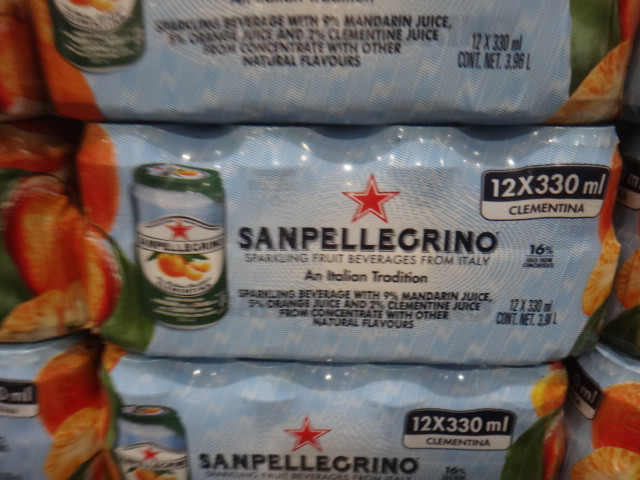 SPARKLING BEVERAGE WITH 9% MANDARIN JUICE,
5% ORANGE JUICE AND 2% CLEMENTINE JUICE
FROM CONCENTRATE WITH OTHER
NATURAL FLAVOURS
12 X 330 ml
CONT. NET. 3.96 L
12X330 ml
CLEMENTINA
SANPELLEGRINO
SANPELLEGRINO
SPARKLING FRUIT BEVERAGES FROM ITALY
An Italian Tradition
16%
SPARKLING BEVERAGE WITH 9% MANDARIN JUICE,
5% ORANGE JUICE AND 2% CLEMENTINE JUICE
FROM CONCENTRATE WITH OTHER
NATURAL FLAVOURS
12 X 330 ml
CONT. NET. 3.96 L
ml
12X330 ml
CLEMENTINA
SANPELLEGRINO
16%